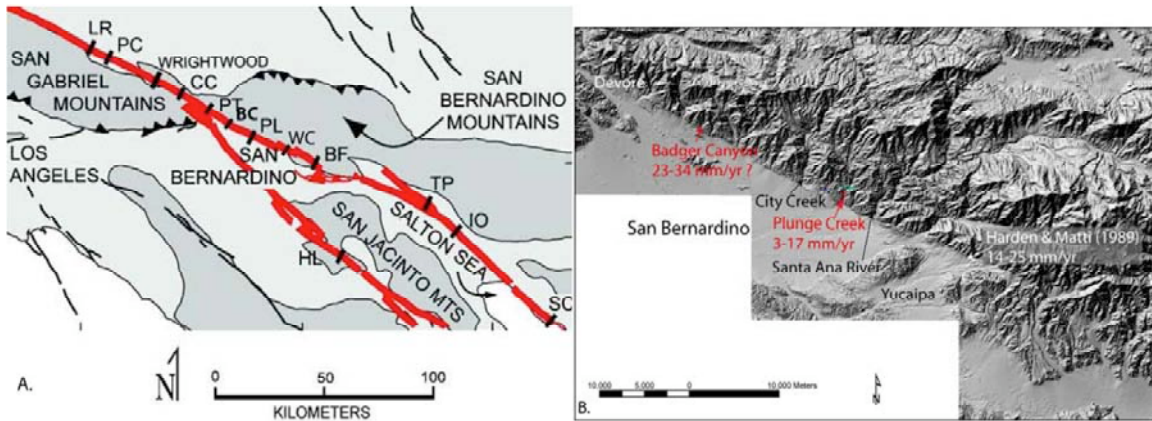 LR
PC
WRIGHTWOOD
CC
PT
BC
PL
WC
BF
TP
IO
SC
HL
SAN
GABRIEL
MOUNTAINS
LOS
ANGELES
SAN
BERNARDINO
SAN
BERNARDINO
MOUNTAINS
SALTON SEA
SAN JACINTO MTS
A.
N
0 50 100
KILOMETERS
Devore
Badger Canyon
23-34 mm/yr ?
City Creek
Plunge Creek
3-17 mm/yr
San Bernardino
Santa Ana River
Harden & Matti (1989)
14-25 mm/yr
Yucaipa
10,000 5,000 0 10,000 Meters
N
B.